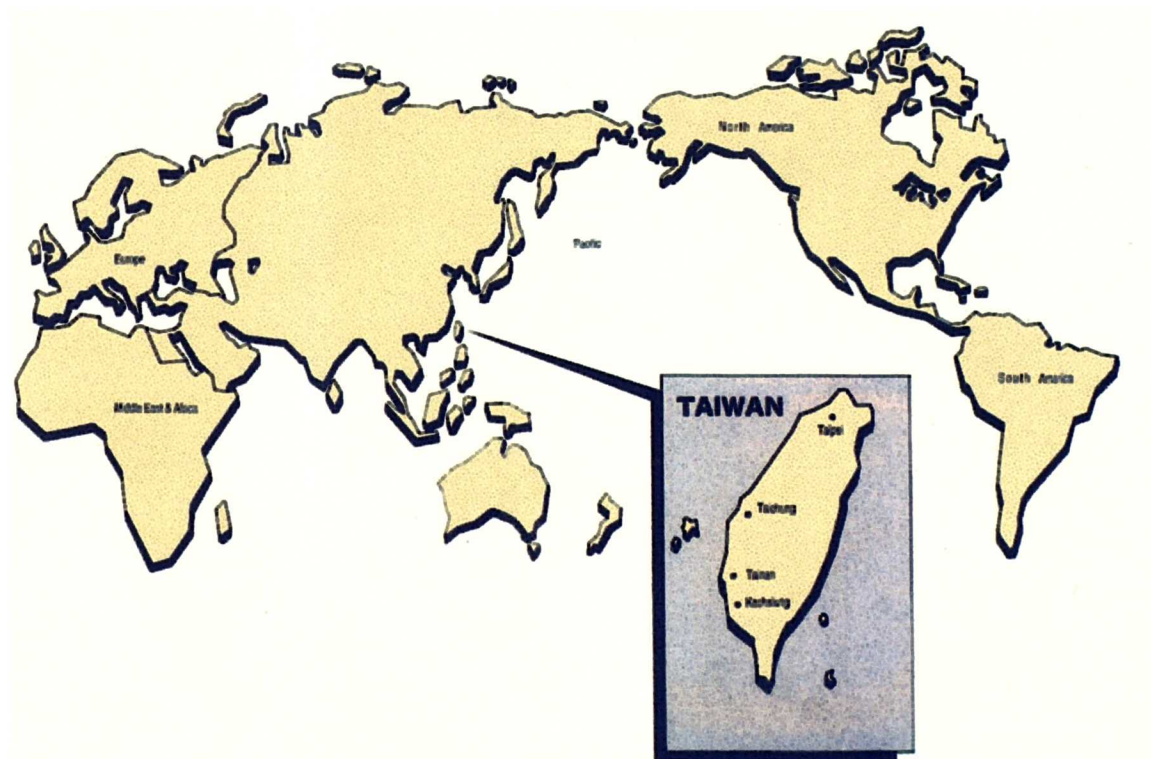 North America
Pacific
Europe
South America
Middle East & Africa
TAIWAN
Taipei
Taichung
Tainan
Kaohsiung